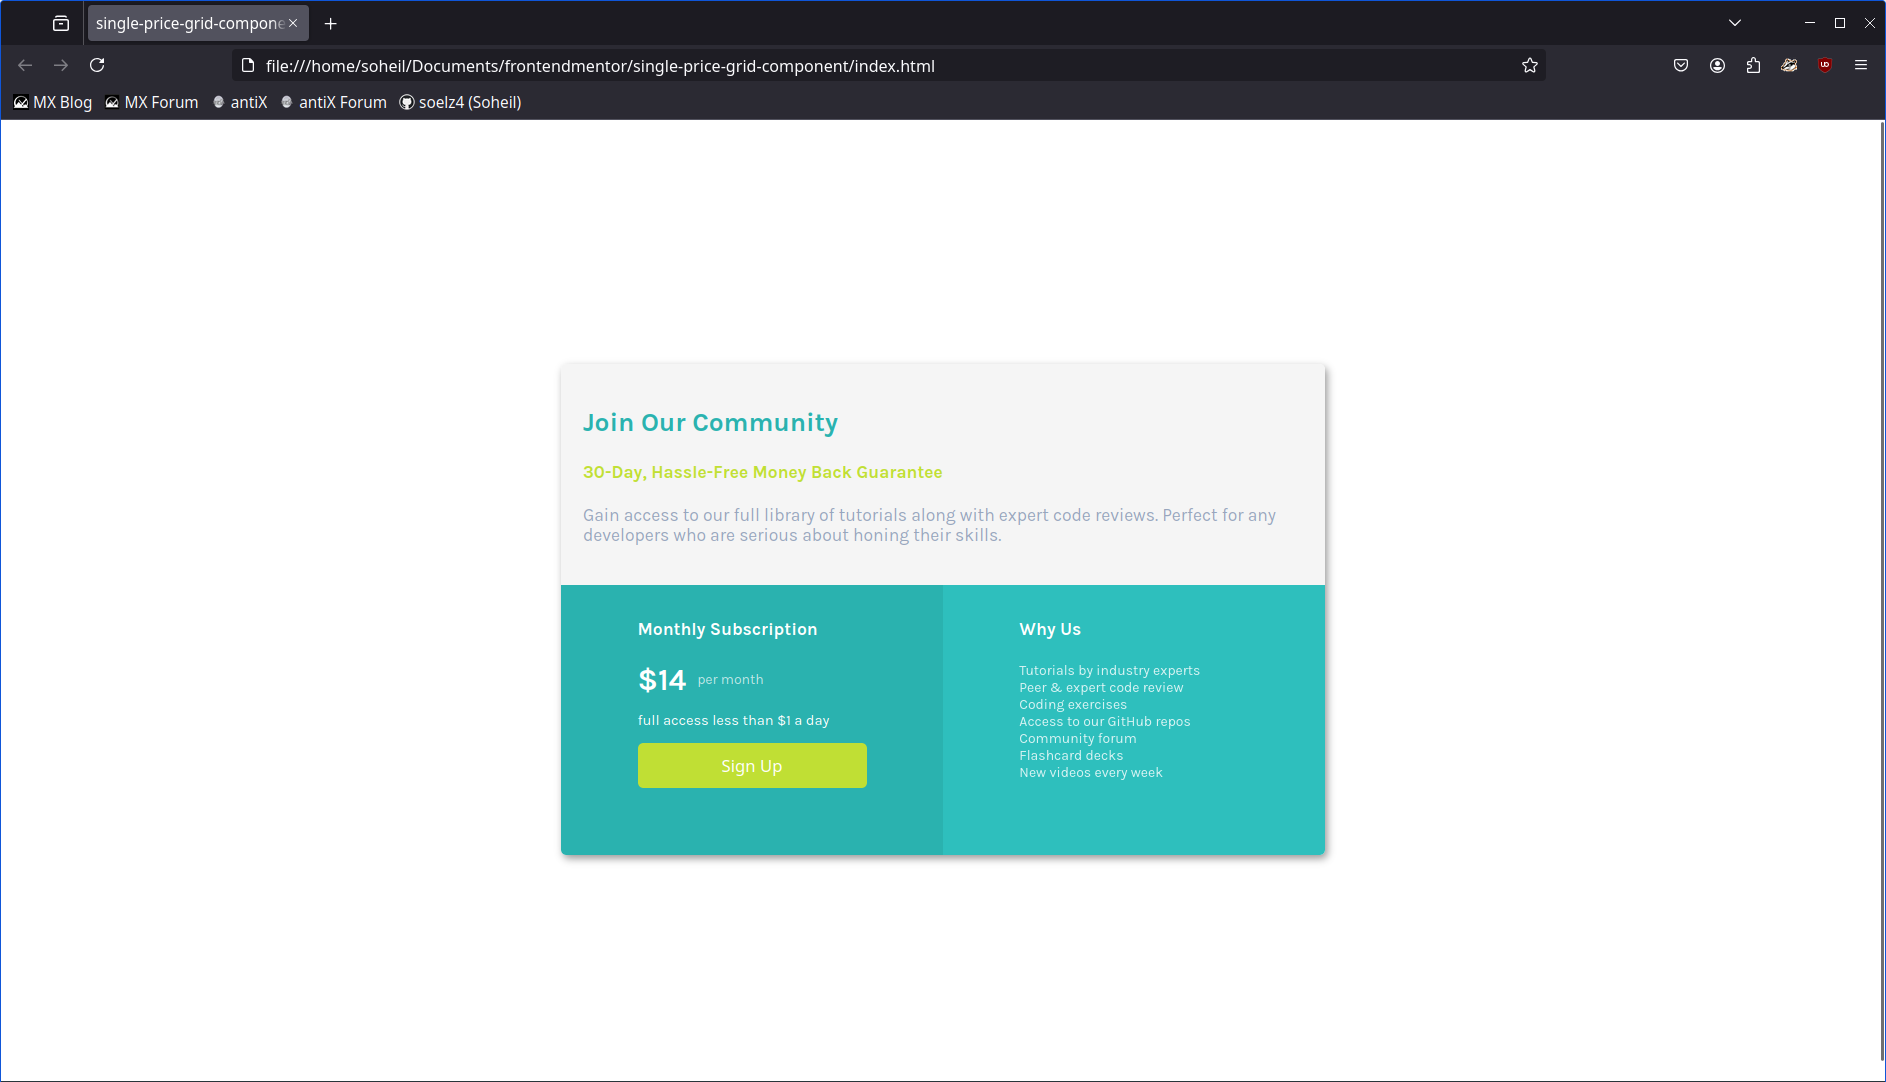 single-price-grid-compone
file:///home/soheil/Documents/frontendmentor/single-price-grid-component/index.html
MX Blog MX Forum antiX antiX Forum soelz4 (Soheil)
Join Our Community
30-Day, Hassle-Free Money Back Guarantee
Gain access to our full library of tutorials along with expert code reviews. Perfect for any
developers who are serious about honing their skills.
Monthly Subscription
$14 per month
full access less than $1 a day
Sign Up
Why Us
Tutorials by industry experts
Peer & expert code review
Coding exercises
Access to our GitHub repos
Community forum
Flashcard decks
New videos every week